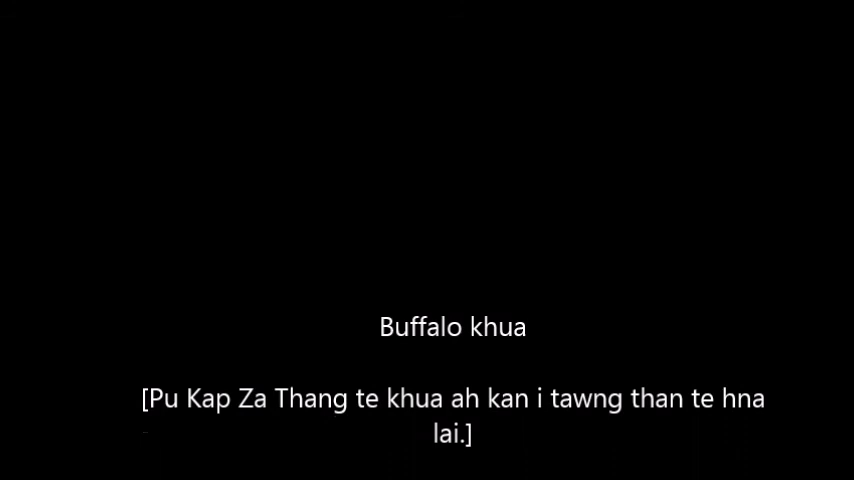 Buffalo khua
[Pu Kap Za Thang te khua ah kan i tawng than te hna
lai.]